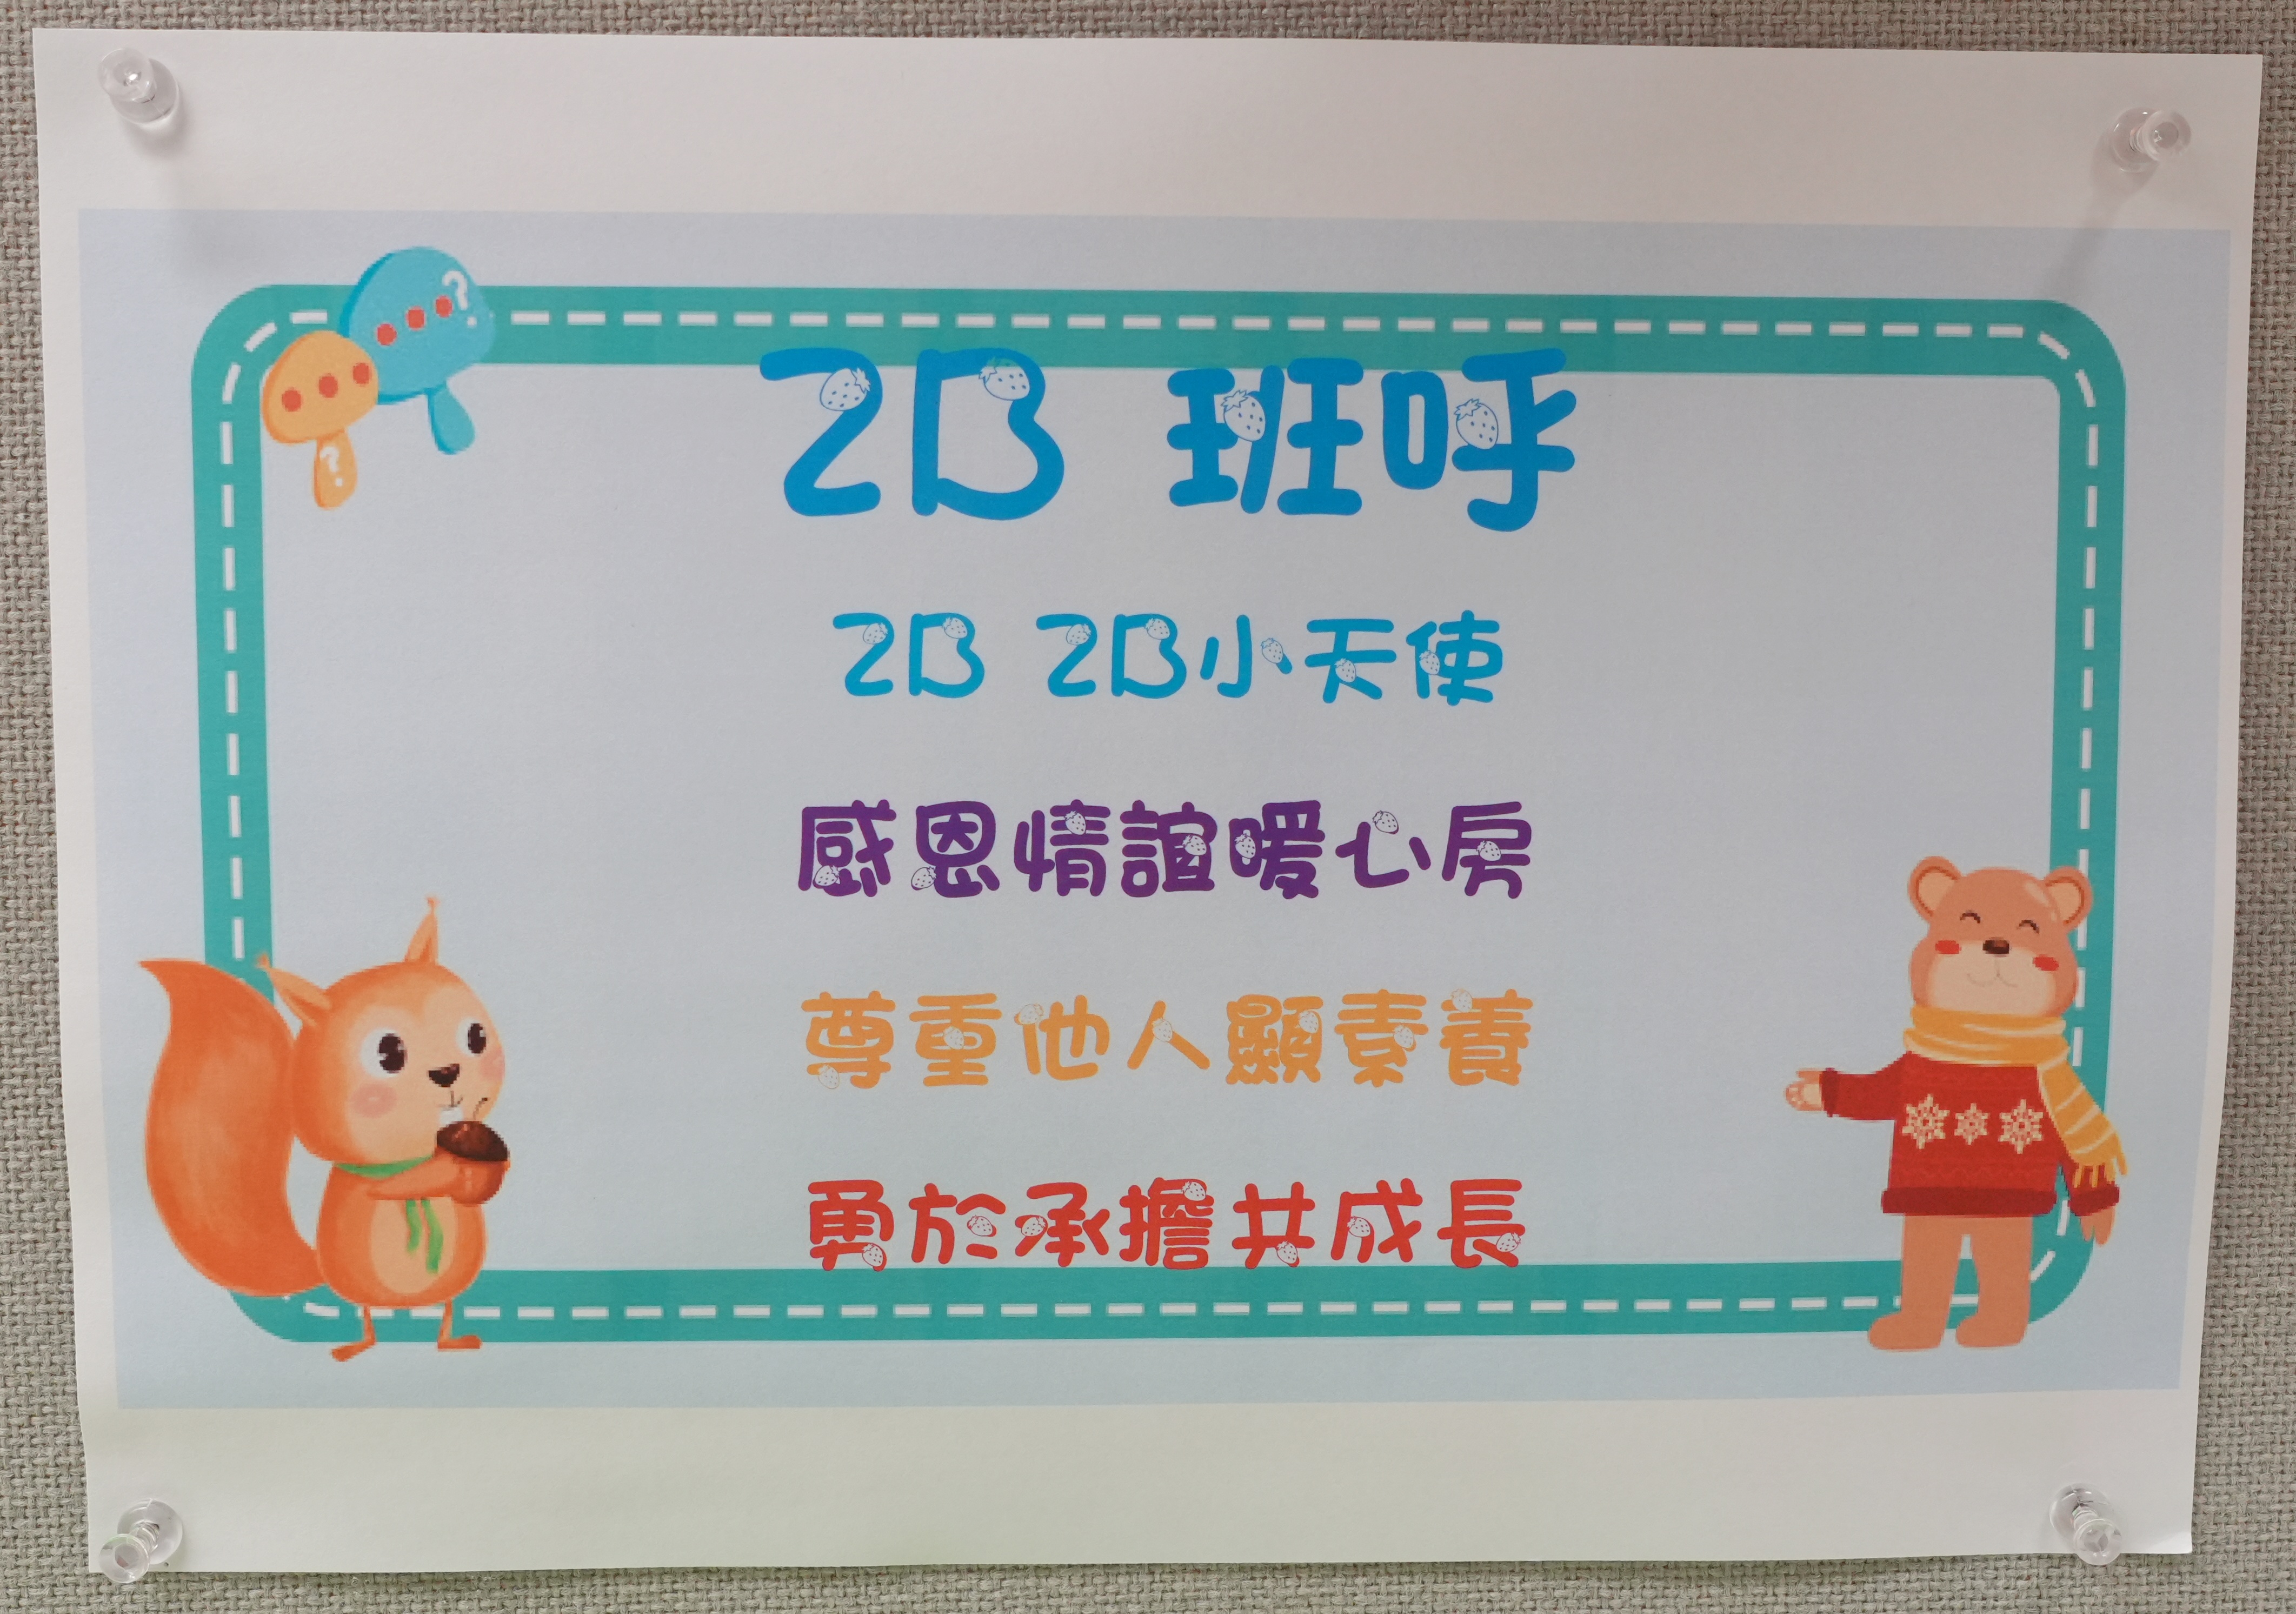 2B 班呼
2B 2B小天使
感恩情誼暖心房
尊重他人顯素養
勇於承擔共成長